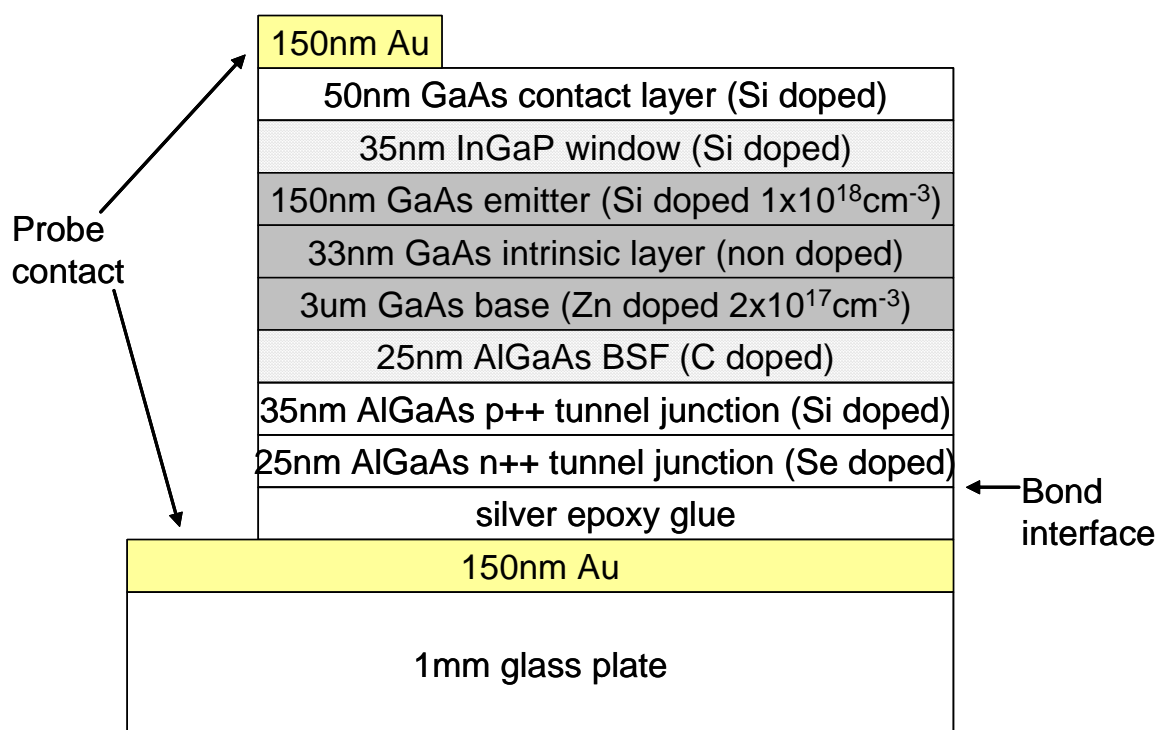 150nm Au
50nm GaAs contact layer (Si doped)
35nm InGaP window (Si doped)
150nm GaAs emitter (Si doped 1x10¹⁸cm⁻³)
Probe
contact
33nm GaAs intrinsic layer (non doped)
3um GaAs base (Zn doped 2x10¹⁷cm⁻³)
25nm AlGaAs BSF (C doped)
35nm AlGaAs p++ tunnel junction (Si doped)
25nm AlGaAs n++ tunnel junction (Se doped)
Bond
interface
silver epoxy glue
150nm Au
1mm glass plate